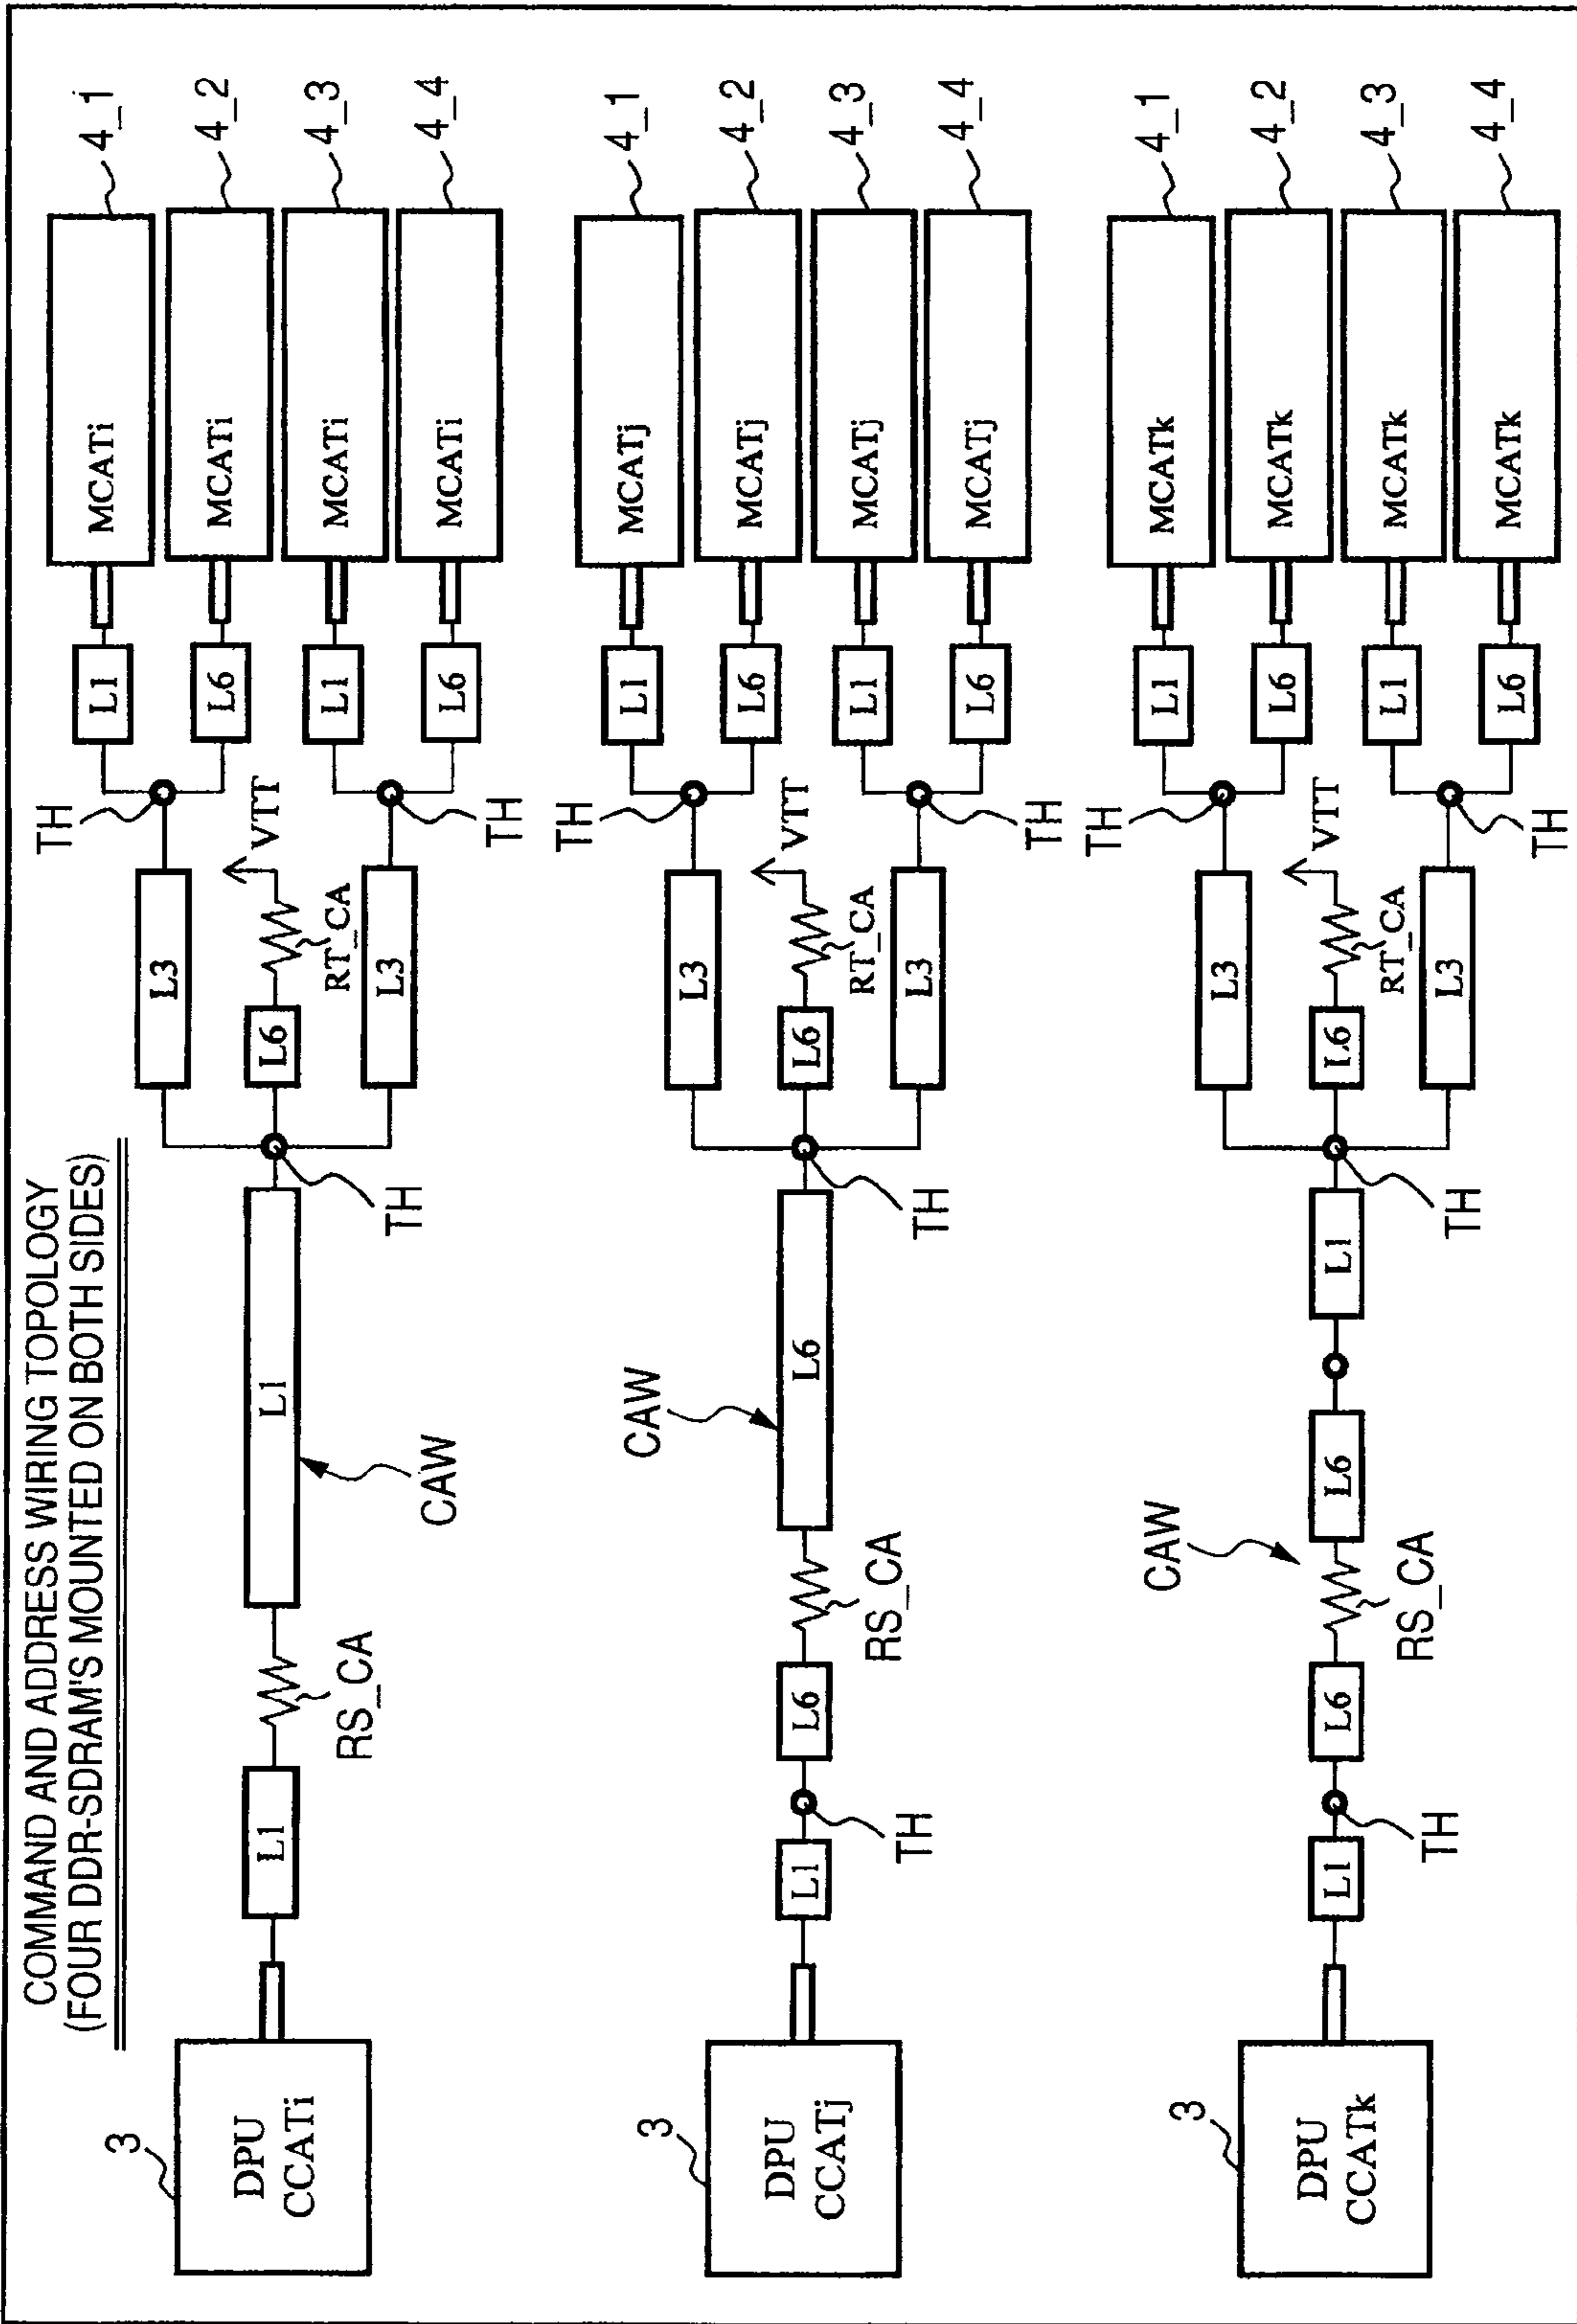 COMMAND AND ADDRESS WIRING TOPOLOGY
(FOUR DDR-SDRAM'S MOUNTED ON BOTH SIDES)
3
DPU
CCATi
L1
RS_CA
L1
CAW
TH
L3
L6
RT_CA
VTT
L3
TH
TH
L1
L6
L1
L6
MCATi
MCATi
MCATi
MCATi
4_1
4_2
4_3
4_4
3
DPU
CCATj
L1
TH
L6
RS_CA
L6
CAW
TH
L3
L6
RT_CA
VTT
L3
TH
TH
L1
L6
L1
L6
MCATj
MCATj
MCATj
MCATj
4_1
4_2
4_3
4_4
3
DPU
CCATk
L1
TH
L6
RS_CA
CAW
L6
L1
TH
L3
L6
RT_CA
VTT
L3
TH
TH
L1
L6
L1
L6
MCATk
MCATk
MCATk
MCATk
4_1
4_2
4_3
4_4